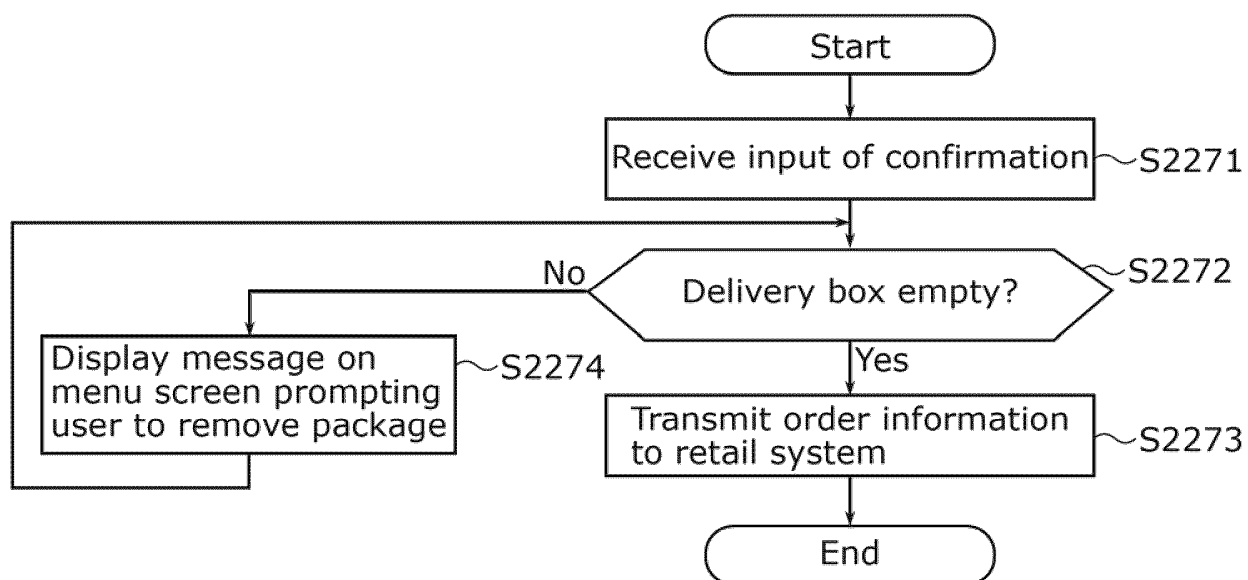 Start
Receive input of confirmation
S2271
Delivery box empty?
S2272
No
Yes
Display message on
menu screen prompting
user to remove package
S2274
Transmit order information
to retail system
S2273
End